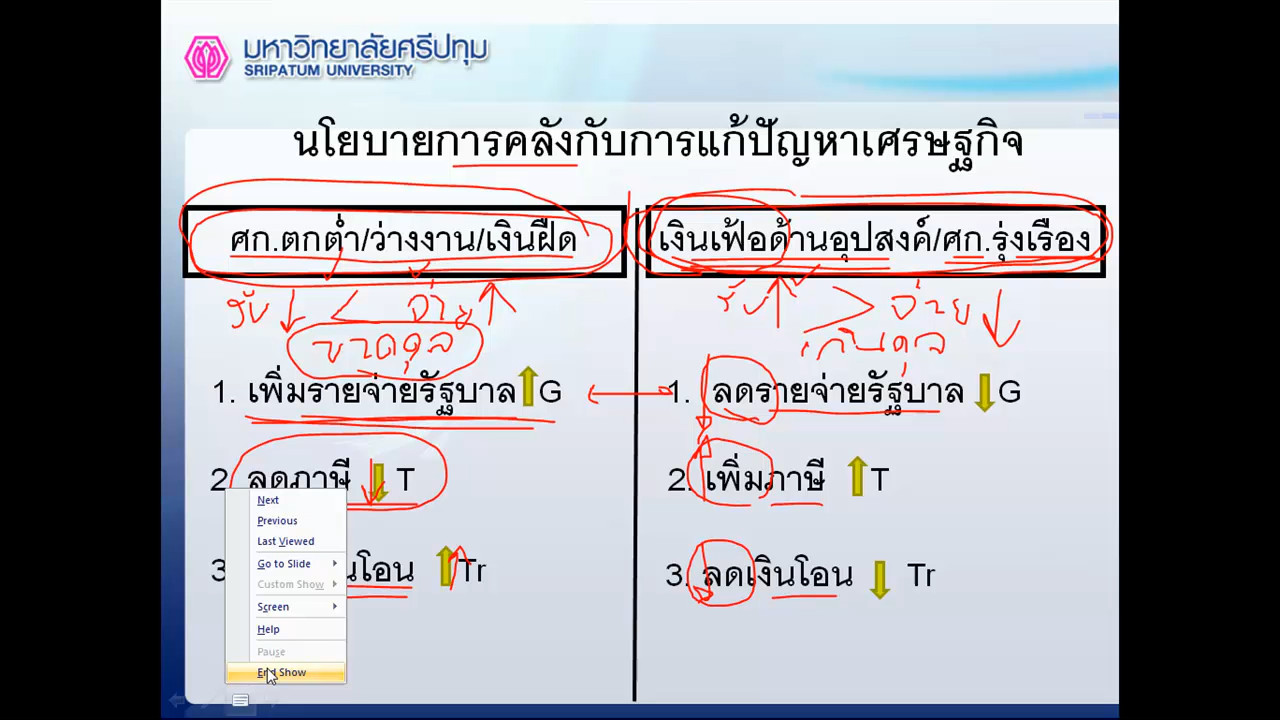 มหาวิทยาลัยศรีปทุม
SRIPATUM UNIVERSITY
นโยบายการคลังกับการแก้ปัญหาเศรษฐกิจ
ศก.ตกต่ำ/ว่างงาน/เงินฝืด
รับ < จ่าย
ขาดดุล
1. เพิ่มรายจ่ายรัฐบาล G
2. ลดภาษี T
3. นโอน Tr
เงินเฟ้อด้านอุปสงค์/ศก.รุ่งเรือง
รับ > จ่าย
เกินดุล
1. ลดรายจ่ายรัฐบาล G
2. เพิ่มภาษี T
3. ลดเงินโอน Tr
Next
Previous
Last Viewed
Go to Slide
Custom Show
Screen
Help
Pause
End Show